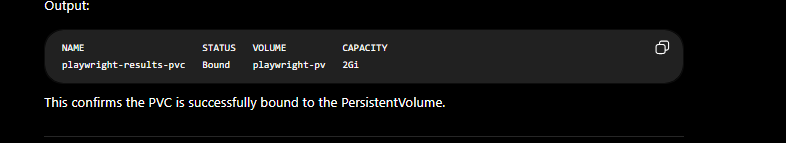 Output:
NAME STATUS VOLUME CAPACITY
playwright-results-pvc Bound playwright-pv 2Gi
This confirms the PVC is successfully bound to the PersistentVolume.